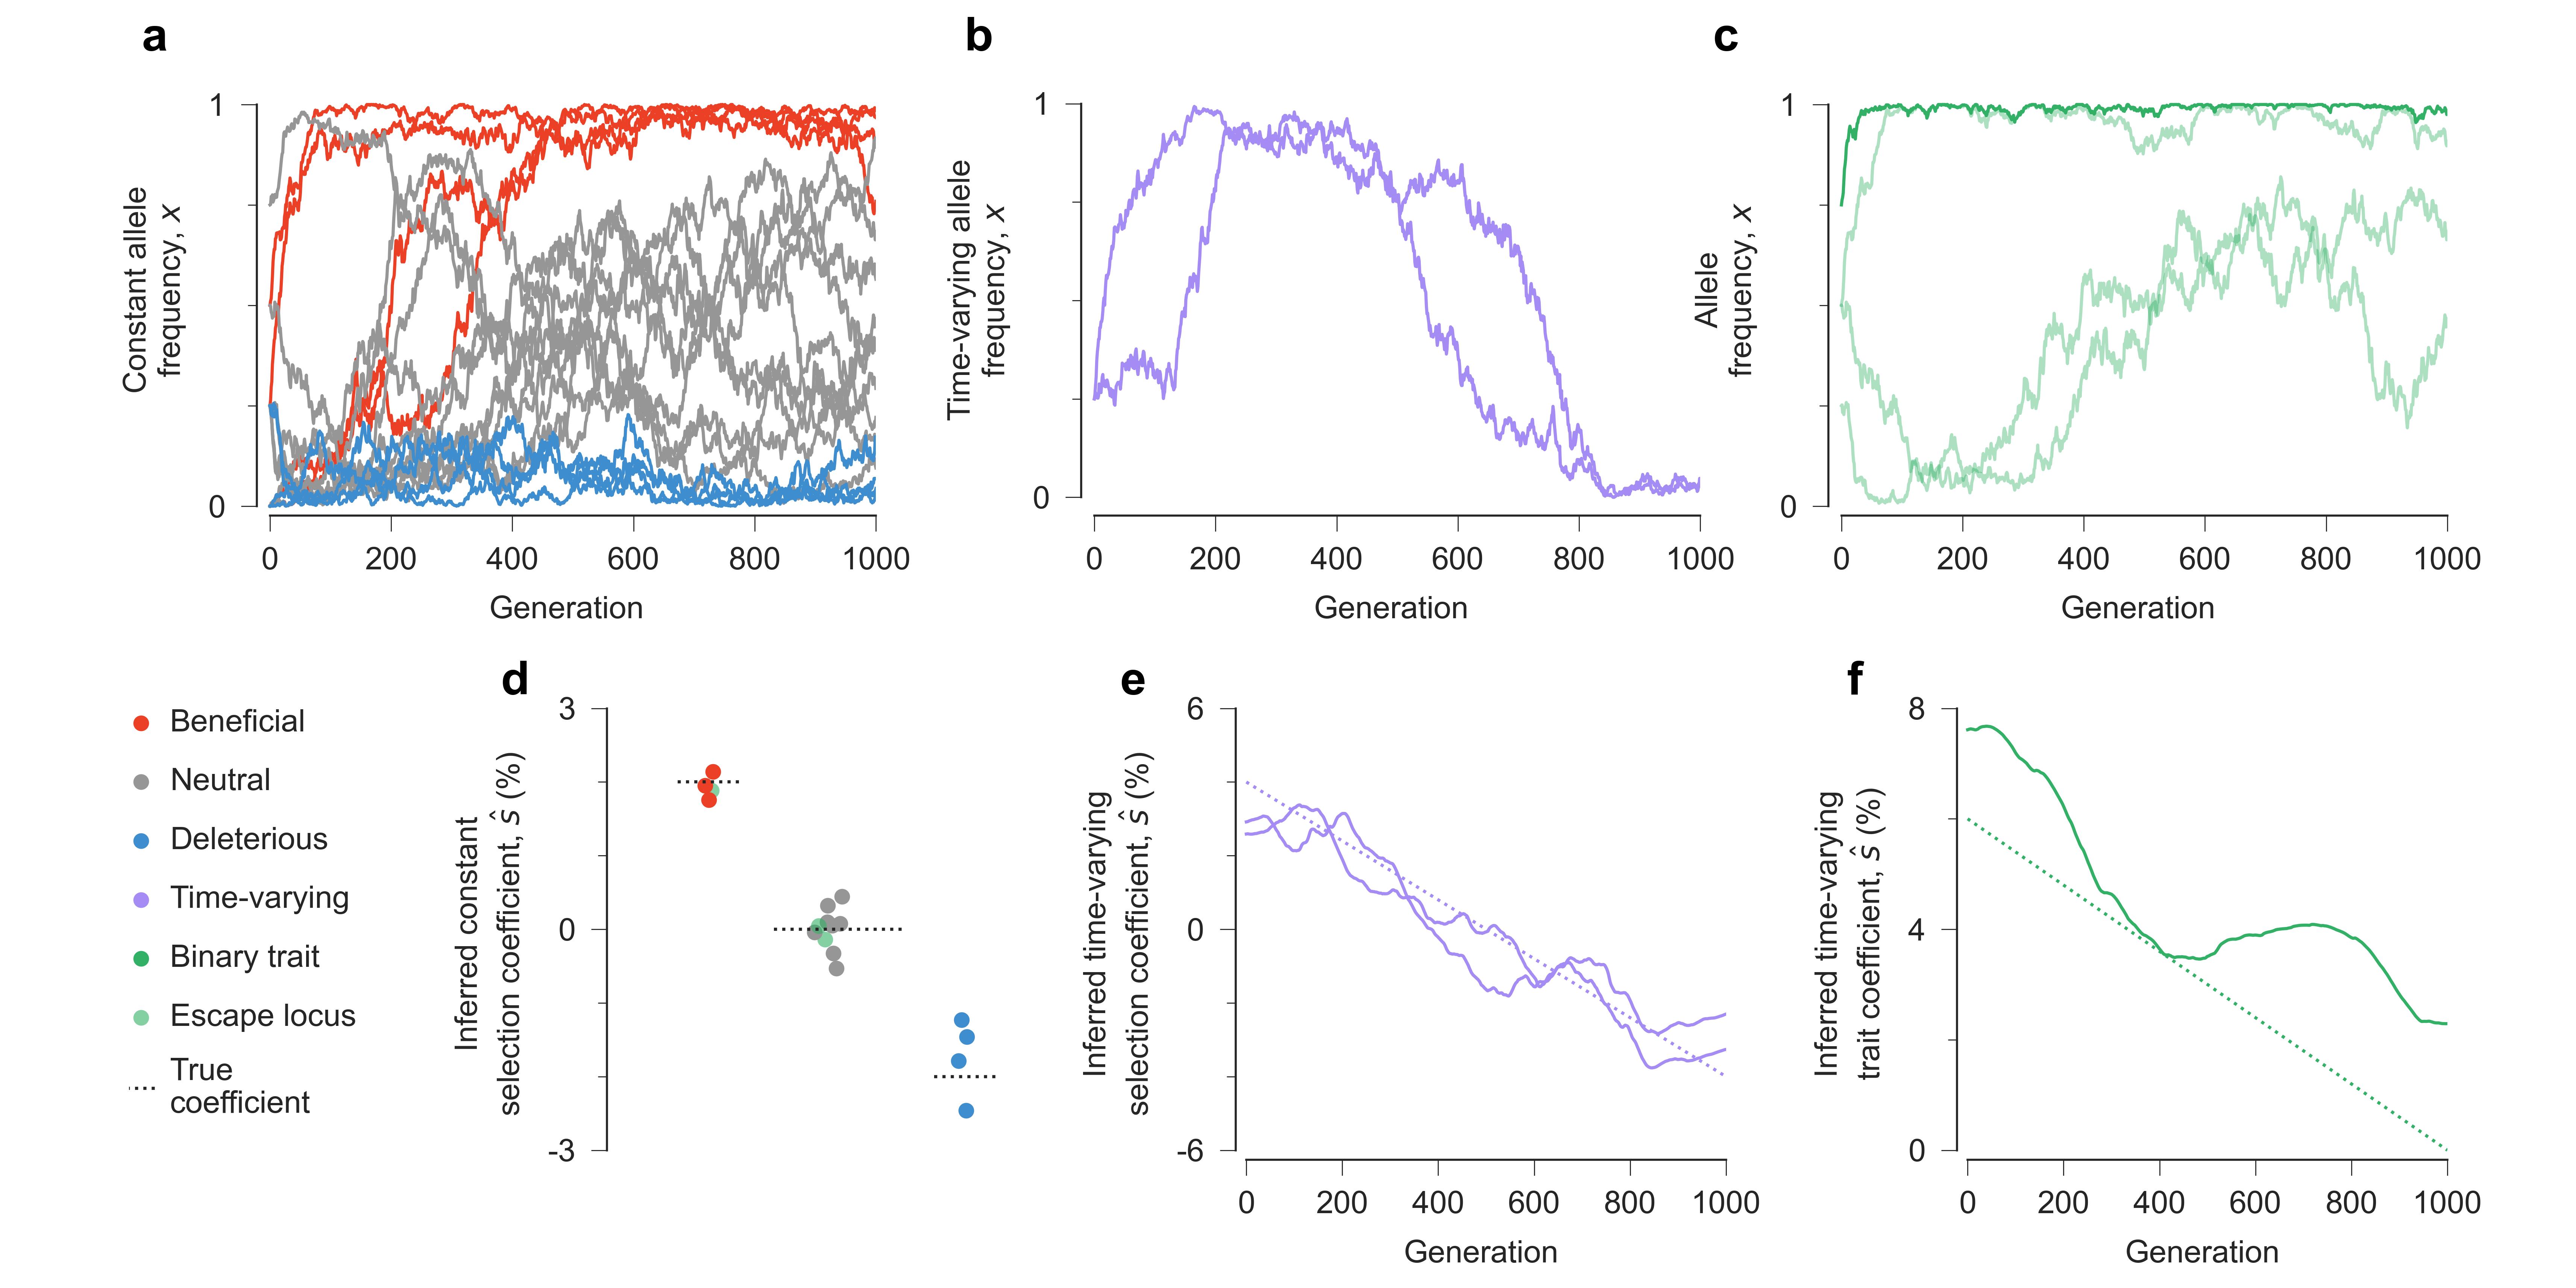 a
b
c
1
0
Constant allele
frequency, x
0 200 400 600 800 1000
Generation
1
0
Time-varying allele
frequency, x
0 200 400 600 800 1000
Generation
1
0
Allele
frequency, x
0 200 400 600 800 1000
Generation
Beneficial
Neutral
Deleterious
Time-varying
Binary trait
Escape locus
True
coefficient
d
3
0
-3
Inferred constant
selection coefficient, ŝ (%)
e
6
0
-6
Inferred time-varying
selection coefficient, ŝ (%)
0 200 400 600 800 1000
Generation
f
8
4
0
Inferred time-varying
trait coefficient, ŝ (%)
0 200 400 600 800 1000
Generation